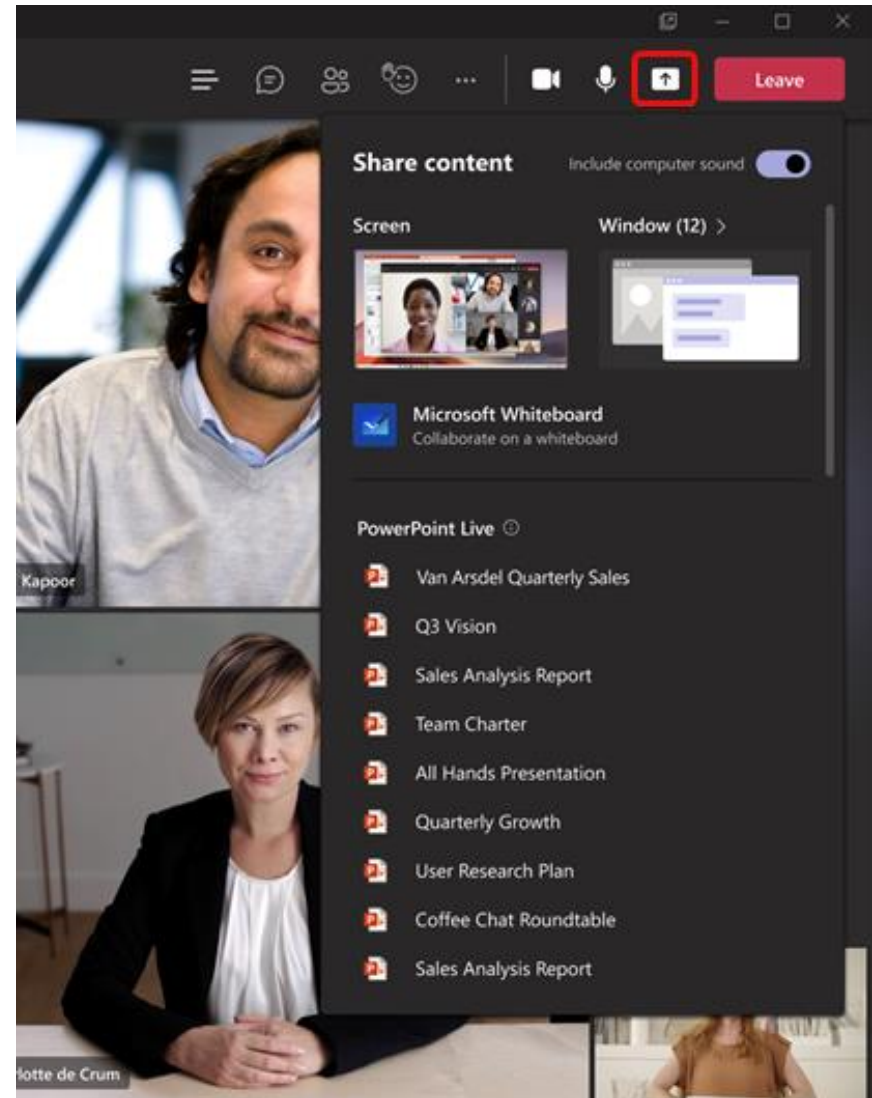 Leave
Share content
Include computer sound
Screen
Window (12) >
Microsoft Whiteboard
Collaborate on a whiteboard
PowerPoint Live
Van Arsdel Quarterly Sales
Q3 Vision
Sales Analysis Report
Team Charter
All Hands Presentation
Quarterly Growth
User Research Plan
Coffee Chat Roundtable
Sales Analysis Report
Kapoor
lotte de Crum